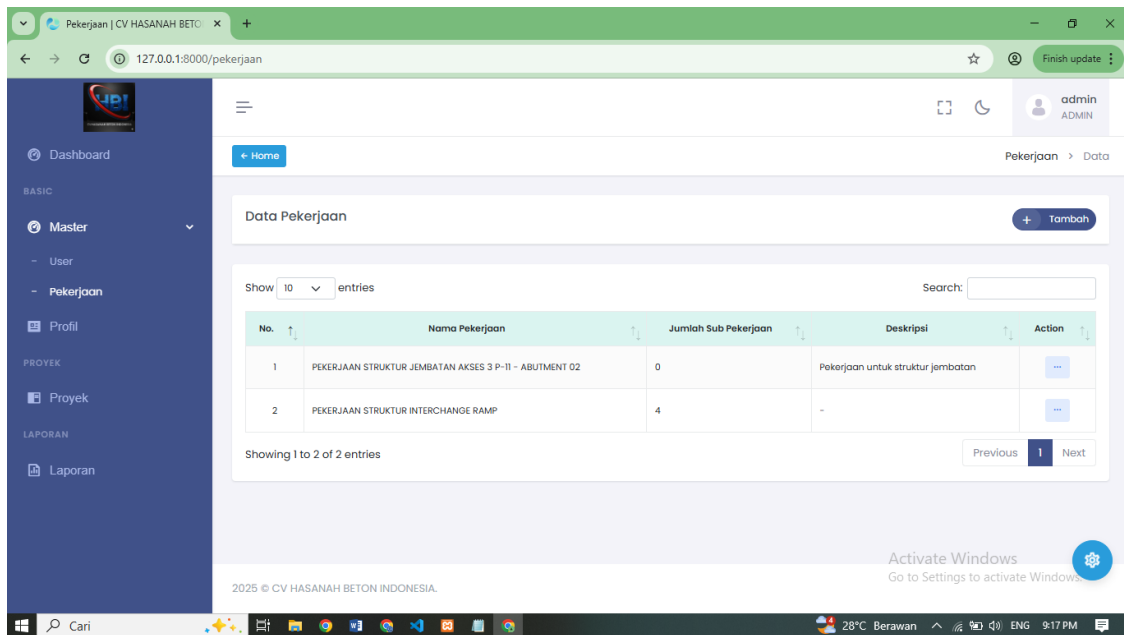 Pekerjaan | CV HASANAH BETO
127.0.0.1:8000/pekerjaan
Finish update
HBI
admin
ADMIN
Dashboard
← Home
Pekerjaan > Data
BASIC
Master
Data Pekerjaan
+ Tambah
- User
- Pekerjaan
Show 10 entries
Search:
Profil
No. Nama Pekerjaan Jumlah Sub Pekerjaan Deskripsi Action
PROYEK
1 PEKERJAAN STRUKTUR JEMBATAN AKSES 3 P-11 - ABUTMENT 02 0 Pekerjaan untuk struktur jembatan ...
Proyek
2 PEKERJAAN STRUKTUR INTERCHANGE RAMP 4 - ...
LAPORAN
Showing 1 to 2 of 2 entries
Previous 1 Next
Laporan
Activate Windows
Go to Settings to activate Windows.
2025 © CV HASANAH BETON INDONESIA.
Cari
28°C Berawan ENG 9:17 PM